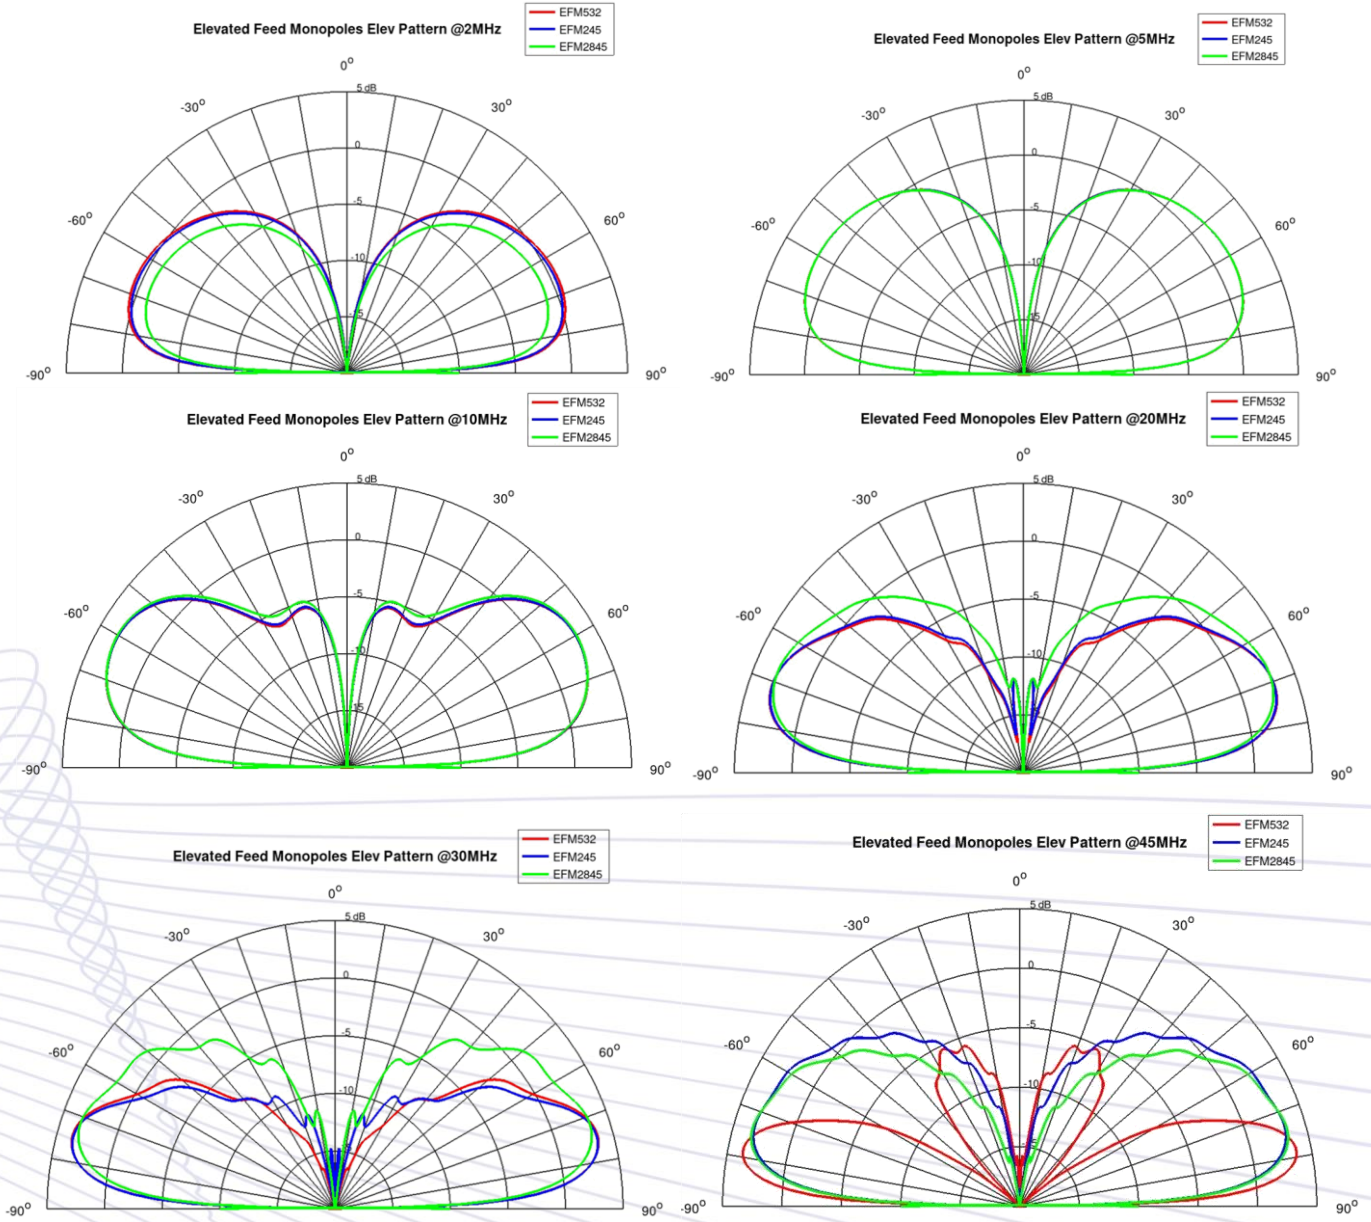 Elevated Feed Monopoles Elev Pattern @2MHz
EFM532
EFM245
EFM2845
0°
5 dB
-30°
30°
0
-5
-60°
60°
-10
-90°
90°
Elevated Feed Monopoles Elev Pattern @5MHz
EFM532
EFM245
EFM2845
0°
5 dB
-30°
30°
0
-5
-60°
60°
-10
15
-90°
90°
Elevated Feed Monopoles Elev Pattern @10MHz
EFM532
EFM245
EFM2845
0°
5 dB
-30°
30°
0
-5
-60°
60°
-10
15
-90°
90°
Elevated Feed Monopoles Elev Pattern @20MHz
EFM532
EFM245
EFM2845
0°
5 dB
-30°
30°
0
-5
-60°
60°
-10
-90°
90°
Elevated Feed Monopoles Elev Pattern @30MHz
EFM532
EFM245
EFM2845
0°
5 dB
-30°
30°
0
-5
-60°
60°
-10
-90°
90°
Elevated Feed Monopoles Elev Pattern @45MHz
EFM532
EFM245
EFM2845
0°
5 dB
-30°
30°
0
-5
-60°
60°
-10
-90°
90°